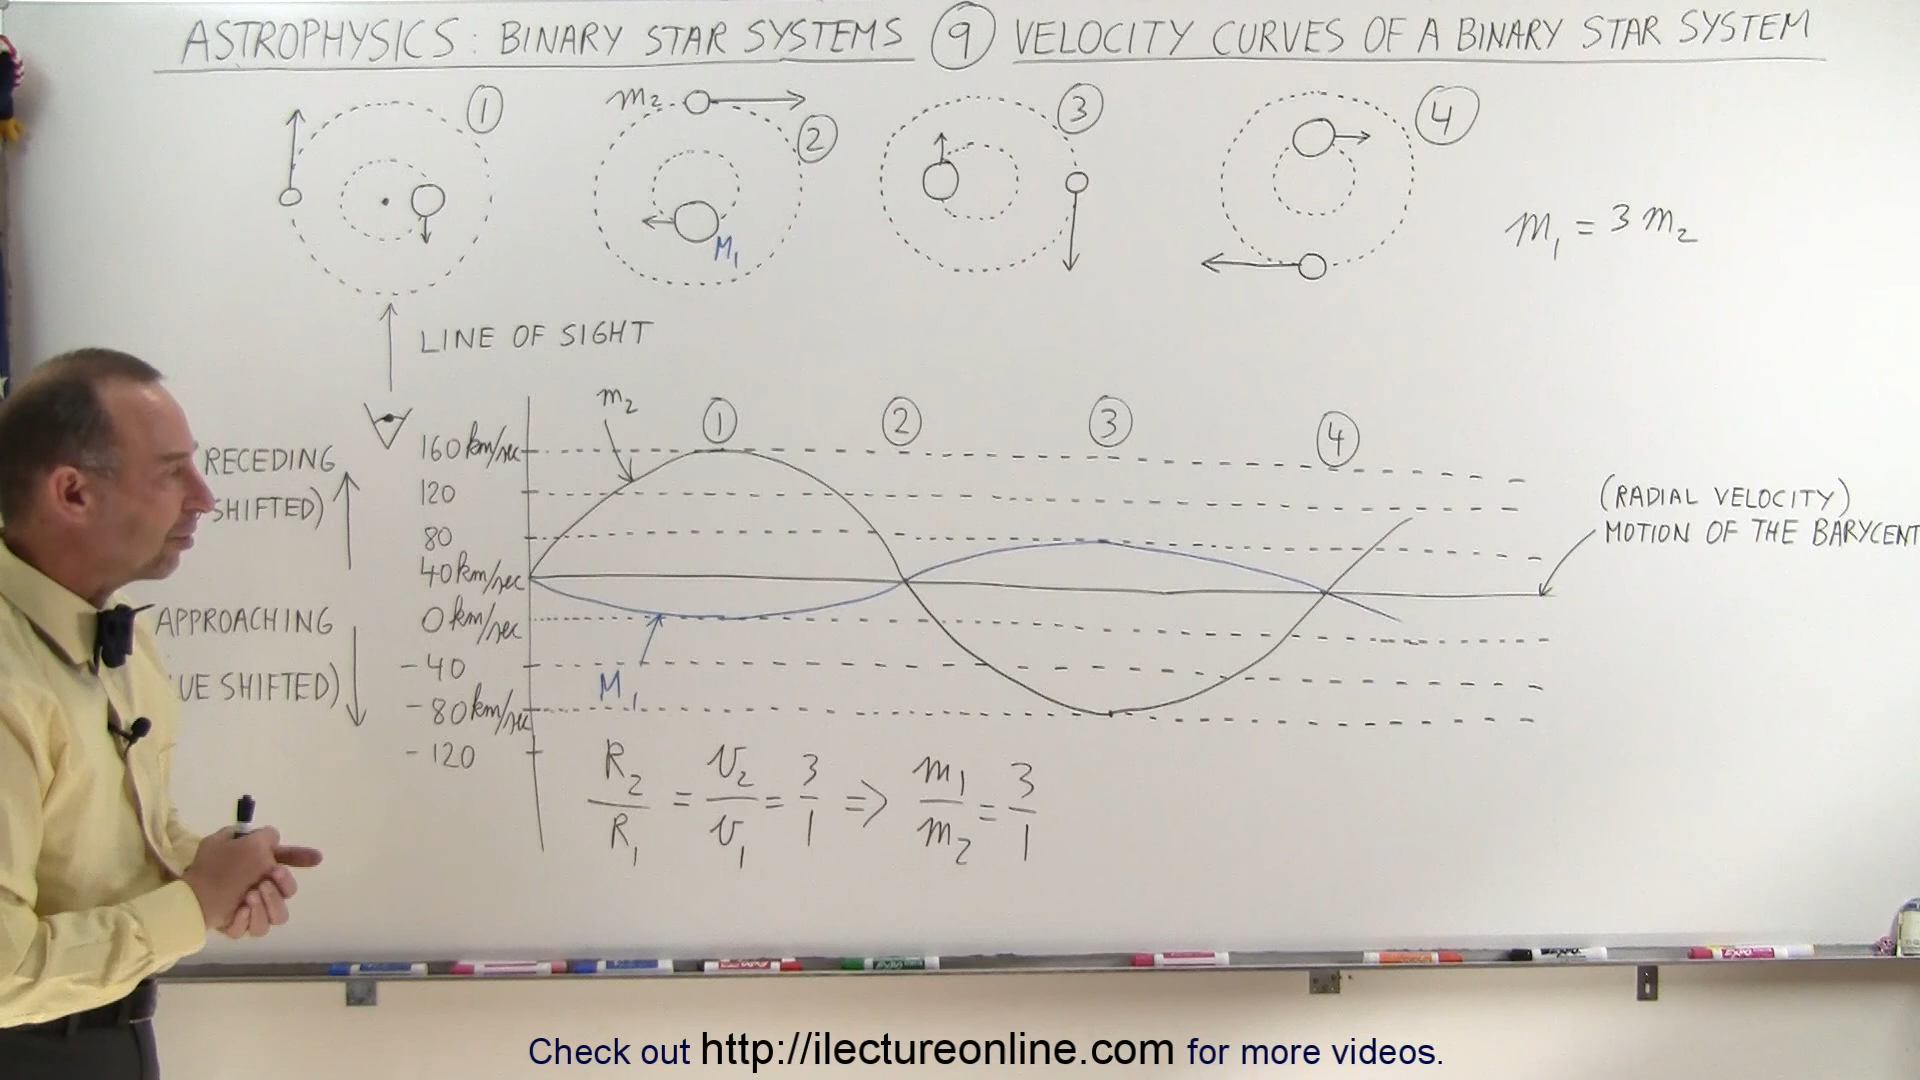 ASTROPHYSICS: BINARY STAR SYSTEMS 9 VELOCITY CURVES OF A BINARY STAR SYSTEM
1
m2
2
M1
3
4
m1 = 3 m2
LINE OF SIGHT
m2
1
2
3
4
RECEDING
SHIFTED)
APPROACHING
UE SHIFTED)
160 km/sec
120
80
40 km/sec
0 km/sec
-40
-80 km/sec
-120
M1
(RADIAL VELOCITY)
MOTION OF THE BARYCENT
R2/R1 = v2/v1 = 3/1 => m1/m2 = 3/1
Check out http://ilectureonline.com for more videos.